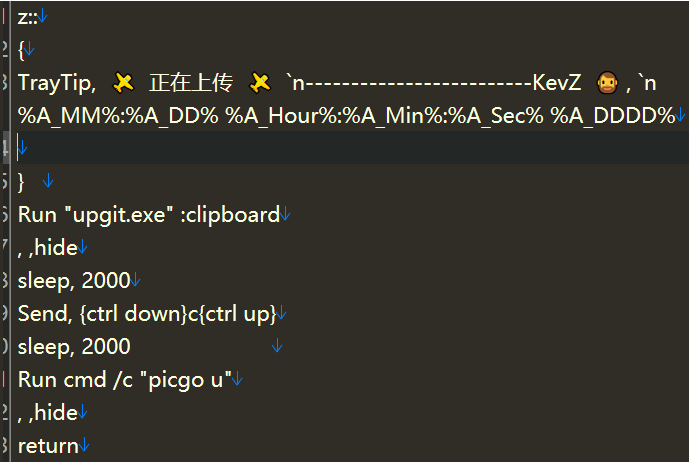 z::
{
TrayTip, ✈ 正在上传 ✈ `n-------------------------KevZ 🧔 , `n
%A_MM%:%A_DD% %A_Hour%:%A_Min%:%A_Sec% %A_DDDD%
}
Run "upgit.exe" :clipboard
, ,hide
sleep, 2000
Send, {ctrl down}c{ctrl up}
sleep, 2000
Run cmd /c "picgo u"
, ,hide
return